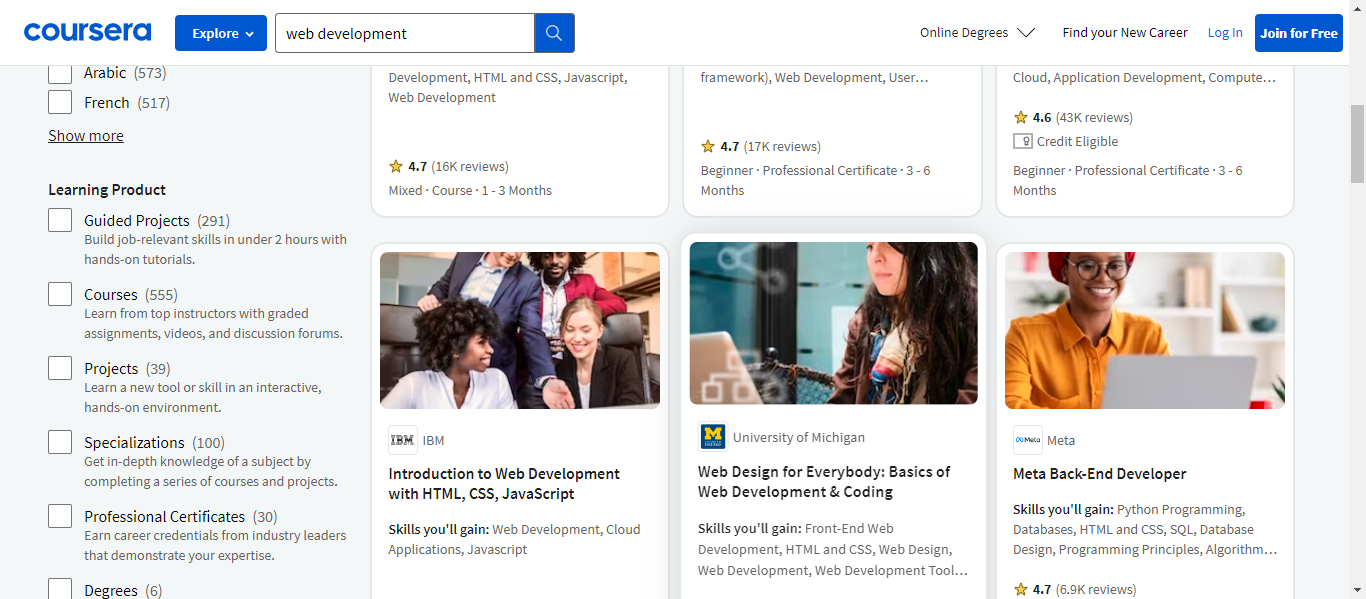 coursera
Explore
web development
Online Degrees
Find your New Career
Log In
Join for Free
Arabic (573)
French (517)
Show more
Learning Product
Guided Projects (291)
Build job-relevant skills in under 2 hours with
hands-on tutorials.
Courses (555)
Learn from top instructors with graded
assignments, videos, and discussion forums.
Projects (39)
Learn a new tool or skill in an interactive,
hands-on environment.
Specializations (100)
Get in-depth knowledge of a subject by
completing a series of courses and projects.
Professional Certificates (30)
Earn career credentials from industry leaders
that demonstrate your expertise.
Degrees (6)
Development, HTML and CSS, Javascript,
Web Development
4.7 (16K reviews)
Mixed · Course · 1 - 3 Months
framework), Web Development, User…
4.7 (17K reviews)
Beginner · Professional Certificate · 3 - 6
Months
Cloud, Application Development, Compute…
4.6 (43K reviews)
Credit Eligible
Beginner · Professional Certificate · 3 - 6
Months
IBM IBM
Introduction to Web Development
with HTML, CSS, JavaScript
Skills you'll gain: Web Development, Cloud
Applications, Javascript
M University of Michigan
Web Design for Everybody: Basics of
Web Development & Coding
Skills you'll gain: Front-End Web
Development, HTML and CSS, Web Design,
Web Development, Web Development Tool…
Meta Meta
Meta Back-End Developer
Skills you'll gain: Python Programming,
Databases, HTML and CSS, SQL, Database
Design, Programming Principles, Algorithm…
4.7 (6.9K reviews)